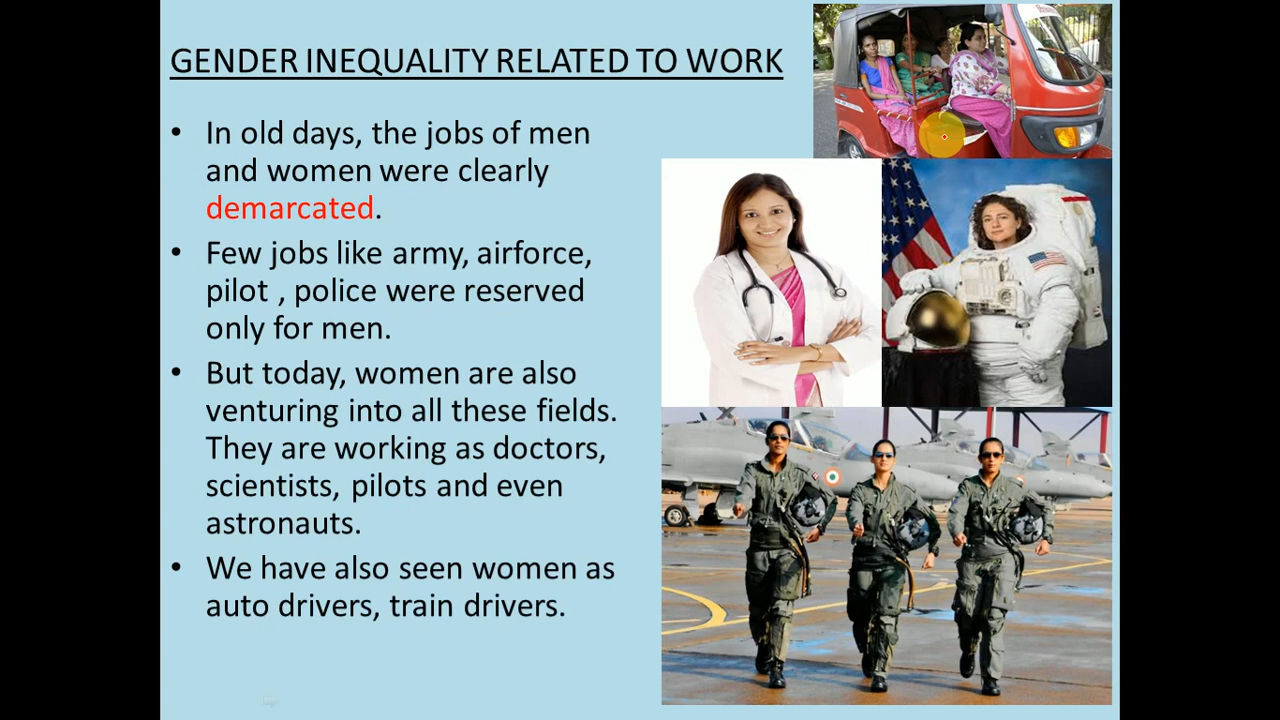 GENDER INEQUALITY RELATED TO WORK
• In old days, the jobs of men
and women were clearly
demarcated.
• Few jobs like army, airforce,
pilot , police were reserved
only for men.
• But today, women are also
venturing into all these fields.
They are working as doctors,
scientists, pilots and even
astronauts.
• We have also seen women as
auto drivers, train drivers.